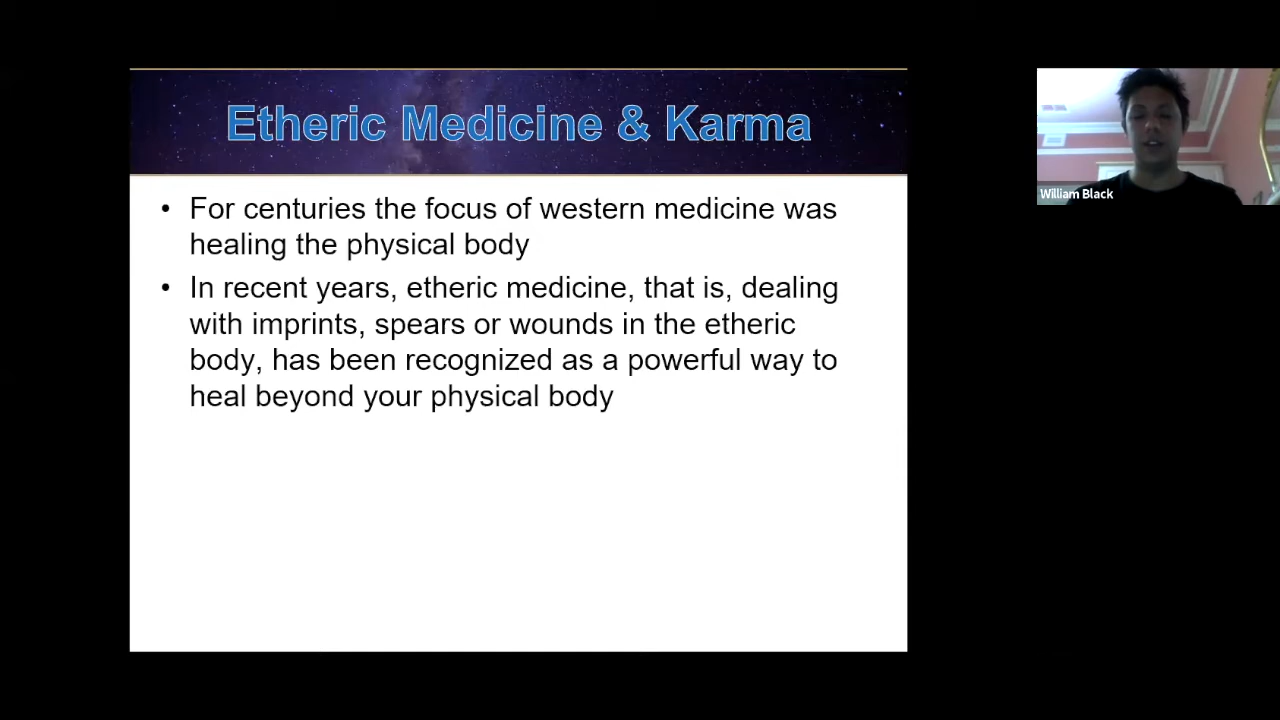 Etheric Medicine & Karma
• For centuries the focus of western medicine was
healing the physical body
• In recent years, etheric medicine, that is, dealing
with imprints, spears or wounds in the etheric
body, has been recognized as a powerful way to
heal beyond your physical body
William Black